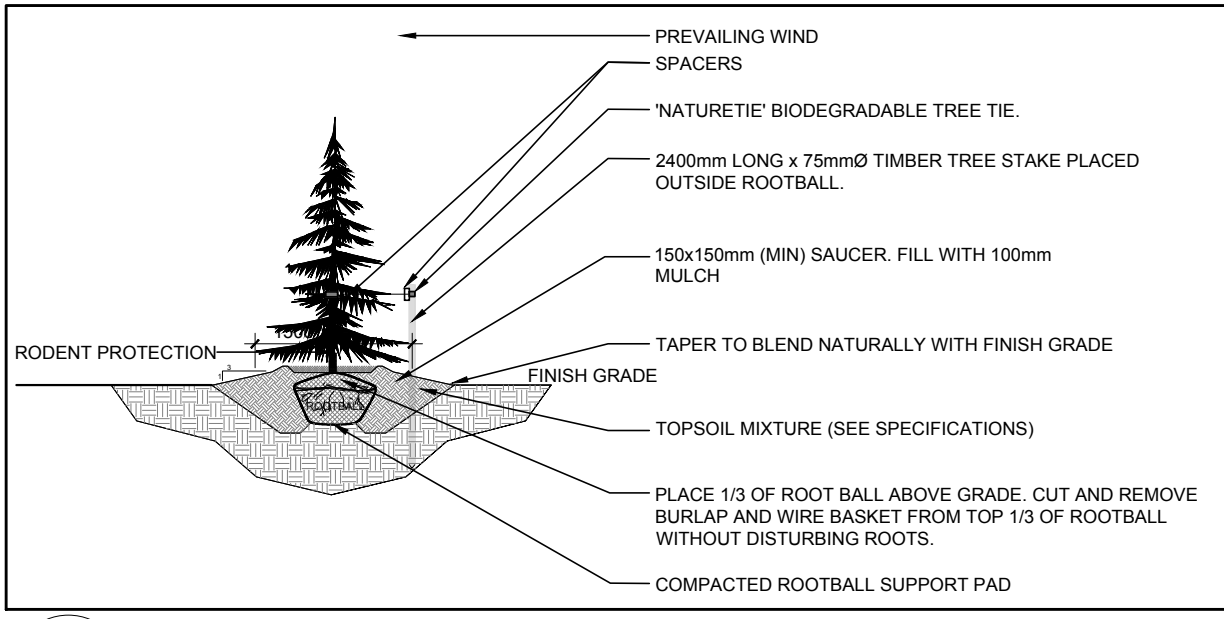 PREVAILING WIND
SPACERS
'NATURETIE' BIODEGRADABLE TREE TIE.
2400mm LONG x 75mmØ TIMBER TREE STAKE PLACED
OUTSIDE ROOTBALL.
150x150mm (MIN) SAUCER. FILL WITH 100mm
MULCH
1500
RODENT PROTECTION
TAPER TO BLEND NATURALLY WITH FINISH GRADE
3
1
FINISH GRADE
ROOTBALL
TOPSOIL MIXTURE (SEE SPECIFICATIONS)
PLACE 1/3 OF ROOT BALL ABOVE GRADE. CUT AND REMOVE
BURLAP AND WIRE BASKET FROM TOP 1/3 OF ROOTBALL
WITHOUT DISTURBING ROOTS.
COMPACTED ROOTBALL SUPPORT PAD